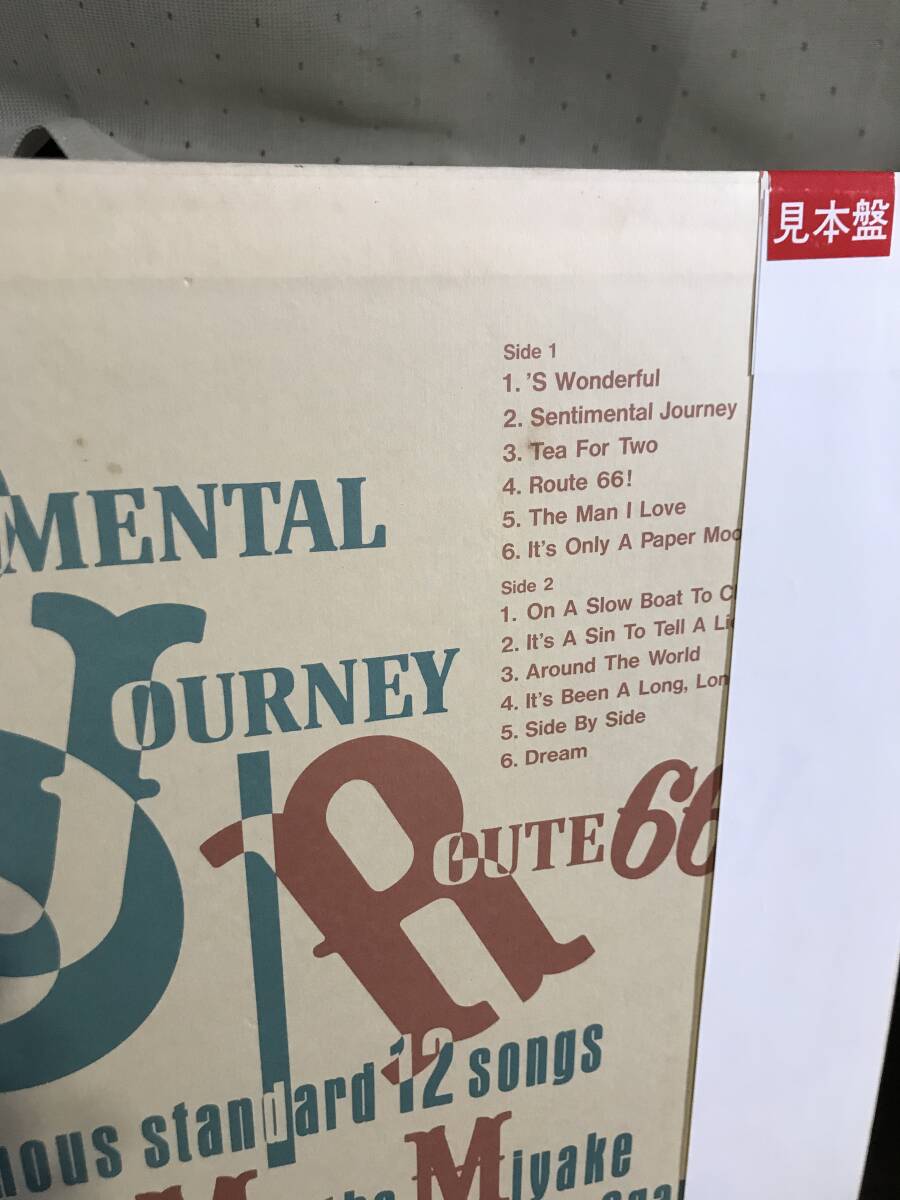 見本盤
Side 1
1. 'S Wonderful
2. Sentimental Journey
3. Tea For Two
4. Route 66!
5. The Man I Love
6. It's Only A Paper Moo
Side 2
1. On A Slow Boat To C
2. It's A Sin To Tell A Li
3. Around The World
4. It's Been A Long, Lon
5. Side By Side
6. Dream
MENTAL
JOURNEY
ROUTE 66
standard 12 songs
Miyake